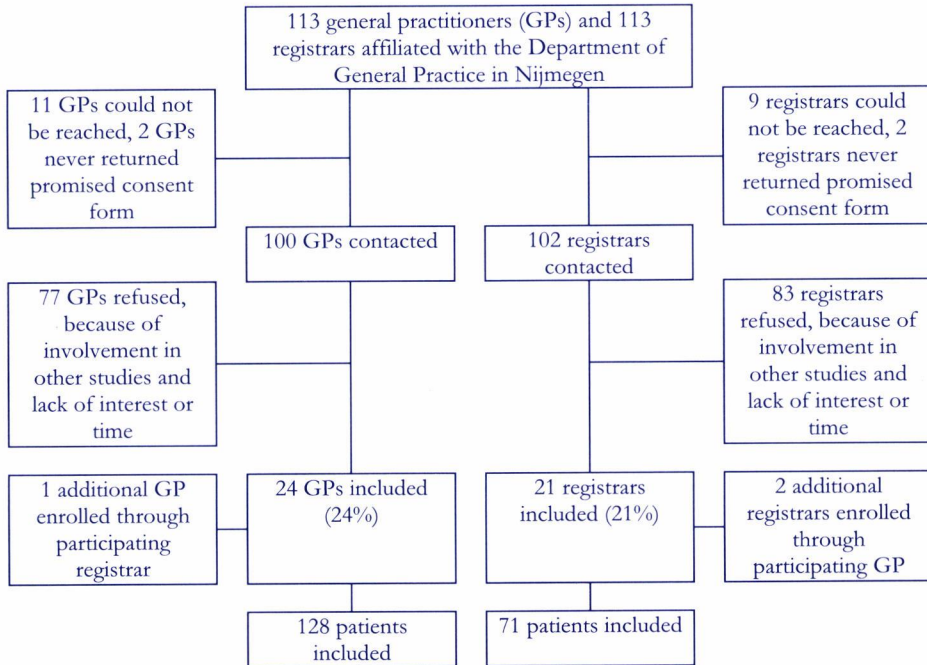 113 general practitioners (GPs) and 113
registrars affiliated with the Department of
General Practice in Nijmegen
11 GPs could not
be reached, 2 GPs
never returned
promised consent
form
9 registrars could
not be reached, 2
registrars never
returned promised
consent form
100 GPs contacted
102 registrars
contacted
77 GPs refused,
because of
involvement in
other studies and
lack of interest or
time
83 registrars
refused, because of
involvement in
other studies and
lack of interest or
time
1 additional GP
enrolled through
participating
registrar
24 GPs included
(24%)
21 registrars
included (21%)
2 additional
registrars enrolled
through
participating GP
128 patients
included
71 patients included